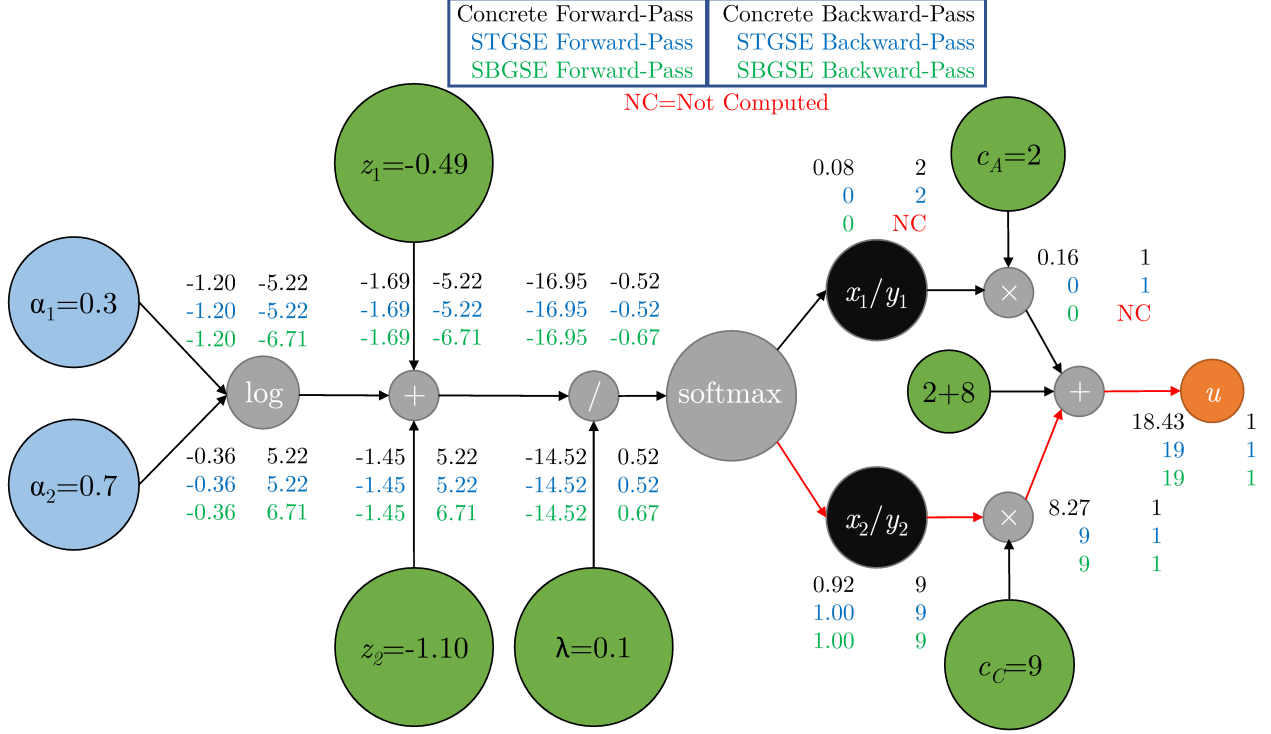 Concrete Forward-Pass Concrete Backward-Pass
STGSE Forward-Pass STGSE Backward-Pass
SBGSE Forward-Pass SBGSE Backward-Pass
NC=Not Computed
z1=-0.49
cA=2
0.08 2
0 2
0 NC
α1=0.3
-1.20 -5.22
-1.20 -5.22
-1.20 -6.71
-1.69 -5.22
-1.69 -5.22
-1.69 -6.71
-16.95 -0.52
-16.95 -0.52
-16.95 -0.67
x1/y1
0.16 1
0 1
0 NC
×
log
+
/
softmax
2+8
+
u
18.43 1
19 1
19 1
α2=0.7
-0.36 5.22
-0.36 5.22
-0.36 6.71
-1.45 5.22
-1.45 5.22
-1.45 6.71
-14.52 0.52
-14.52 0.52
-14.52 0.67
x2/y2
×
8.27 1
9 1
9 1
0.92 9
1.00 9
1.00 9
z2=-1.10
λ=0.1
cC=9